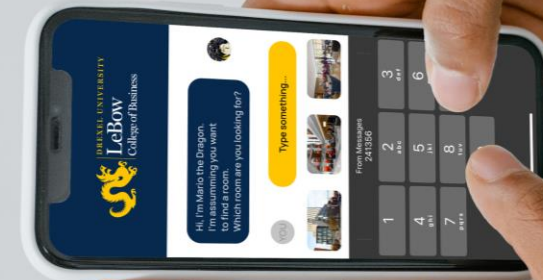 DREXEL UNIVERSITY
LeBow
College of Business
Hi, I'm Mario the Dragon.
I'm assumming you want
to find a room.
Which room are you looking for?
YOU
Type something...
From Messages
241356
1
2
abc
3
def
4
ghi
5
jkl
6
7
pqrs
8
tuv